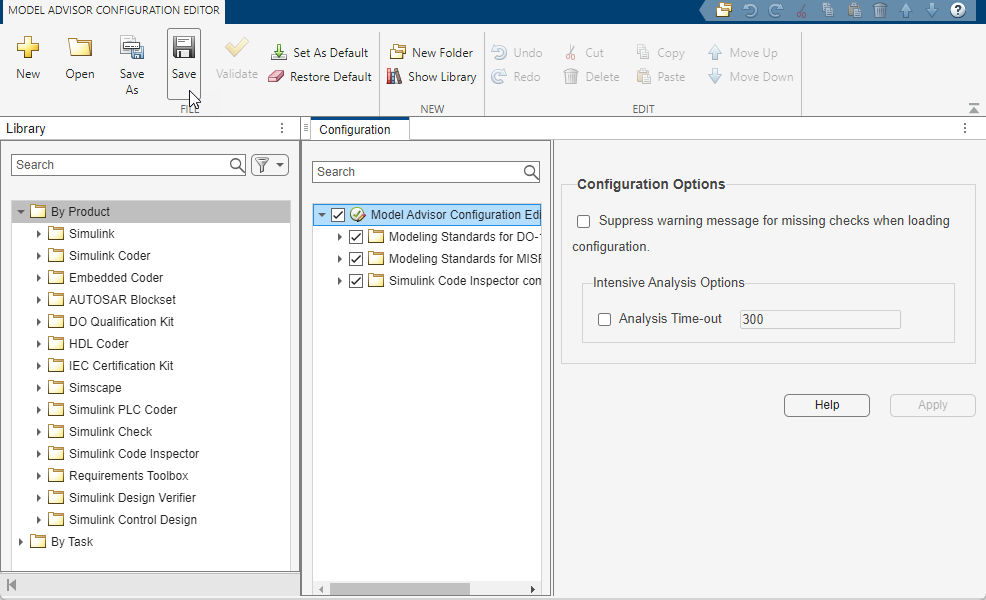 MODEL ADVISOR CONFIGURATION EDITOR
?
New
Open
Save As
Save
Validate
Set As Default
Restore Default
FILE
New Folder
Show Library
NEW
Undo
Redo
Cut
Delete
Copy
Paste
Move Up
Move Down
EDIT
Library
Search
By Product
Simulink
Simulink Coder
Embedded Coder
AUTOSAR Blockset
DO Qualification Kit
HDL Coder
IEC Certification Kit
Simscape
Simulink PLC Coder
Simulink Check
Simulink Code Inspector
Requirements Toolbox
Simulink Design Verifier
Simulink Control Design
By Task
Configuration
Search
Model Advisor Configuration Edi
Modeling Standards for DO-
Modeling Standards for MISR
Simulink Code Inspector com
Configuration Options
Suppress warning message for missing checks when loading
configuration.
Intensive Analysis Options
Analysis Time-out
300
Help
Apply